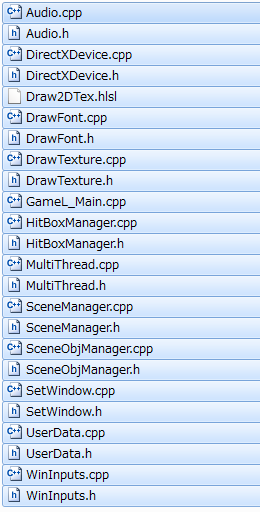 Audio.cpp
Audio.h
DirectXDevice.cpp
DirectXDevice.h
Draw2DTex.hlsl
DrawFont.cpp
DrawFont.h
DrawTexture.cpp
DrawTexture.h
GameL_Main.cpp
HitBoxManager.cpp
HitBoxManager.h
MultiThread.cpp
MultiThread.h
SceneManager.cpp
SceneManager.h
SceneObjManager.cpp
SceneObjManager.h
SetWindow.cpp
SetWindow.h
UserData.cpp
UserData.h
WinInputs.cpp
WinInputs.h